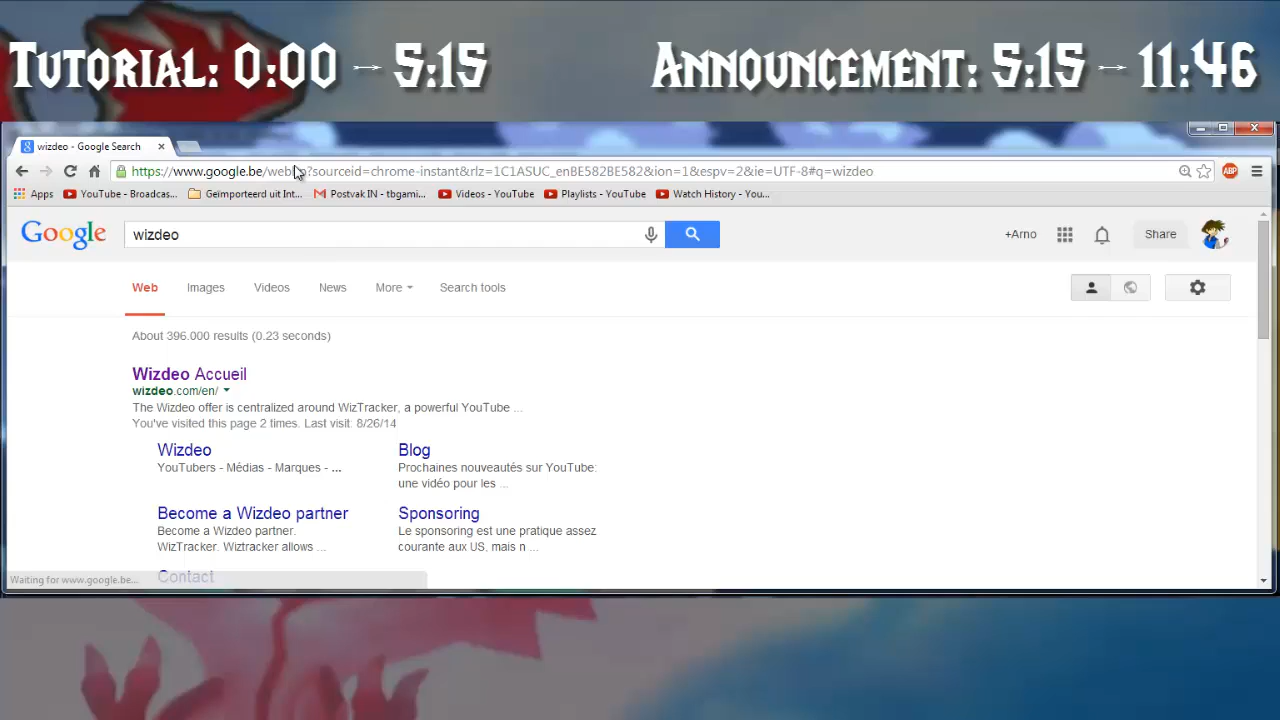 TUTORIAL: 0:00 → 5:15
ANNOUNCEMENT: 5:15 → 11:46
wizdeo - Google Search
https://www.google.be/webhp?sourceid=chrome-instant&rlz=1C1ASUC_enBE582BE582&ion=1&espv=2&ie=UTF-8#q=wizdeo
ABP
Apps YouTube - Broadcas... Geïmporteerd uit Int... Postvak IN - tbgami... Videos - YouTube Playlists - YouTube Watch History - You...
Google
wizdeo
+Arno
Share
Web Images Videos News More Search tools
About 396.000 results (0.23 seconds)
Wizdeo Accueil
wizdeo.com/en/
The Wizdeo offer is centralized around WizTracker, a powerful YouTube ...
You've visited this page 2 times. Last visit: 8/26/14
Wizdeo
YouTubers - Médias - Marques - ...
Blog
Prochaines nouveautés sur YouTube:
une vidéo pour les ...
Become a Wizdeo partner
Become a Wizdeo partner.
WizTracker. Wiztracker allows ...
Sponsoring
Le sponsoring est une pratique assez
courante aux US, mais n ...
Contact
Waiting for www.google.be...